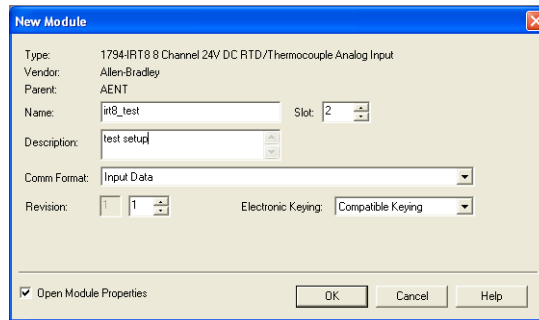 New Module
Type: 1794-IRT8 8 Channel 24V DC RTD/Thermocouple Analog Input
Vendor: Allen-Bradley
Parent: AENT
Name: irt8_test Slot: 2
Description: test setup
Comm Format: Input Data
Revision: 1 1 Electronic Keying: Compatible Keying
Open Module Properties OK Cancel Help